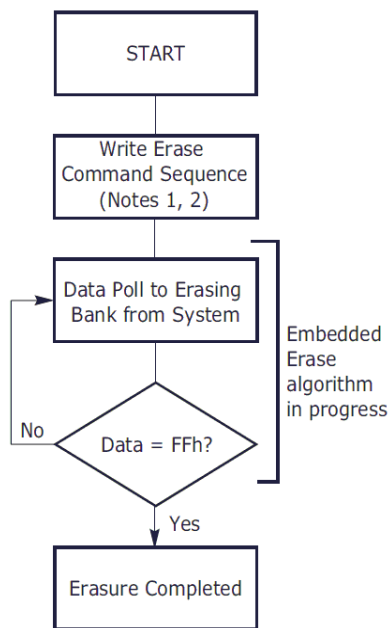 START
Write Erase
Command Sequence
(Notes 1, 2)
Data Poll to Erasing
Bank from System
Embedded
Erase
algorithm
in progress
No
Data = FFh?
Yes
Erasure Completed